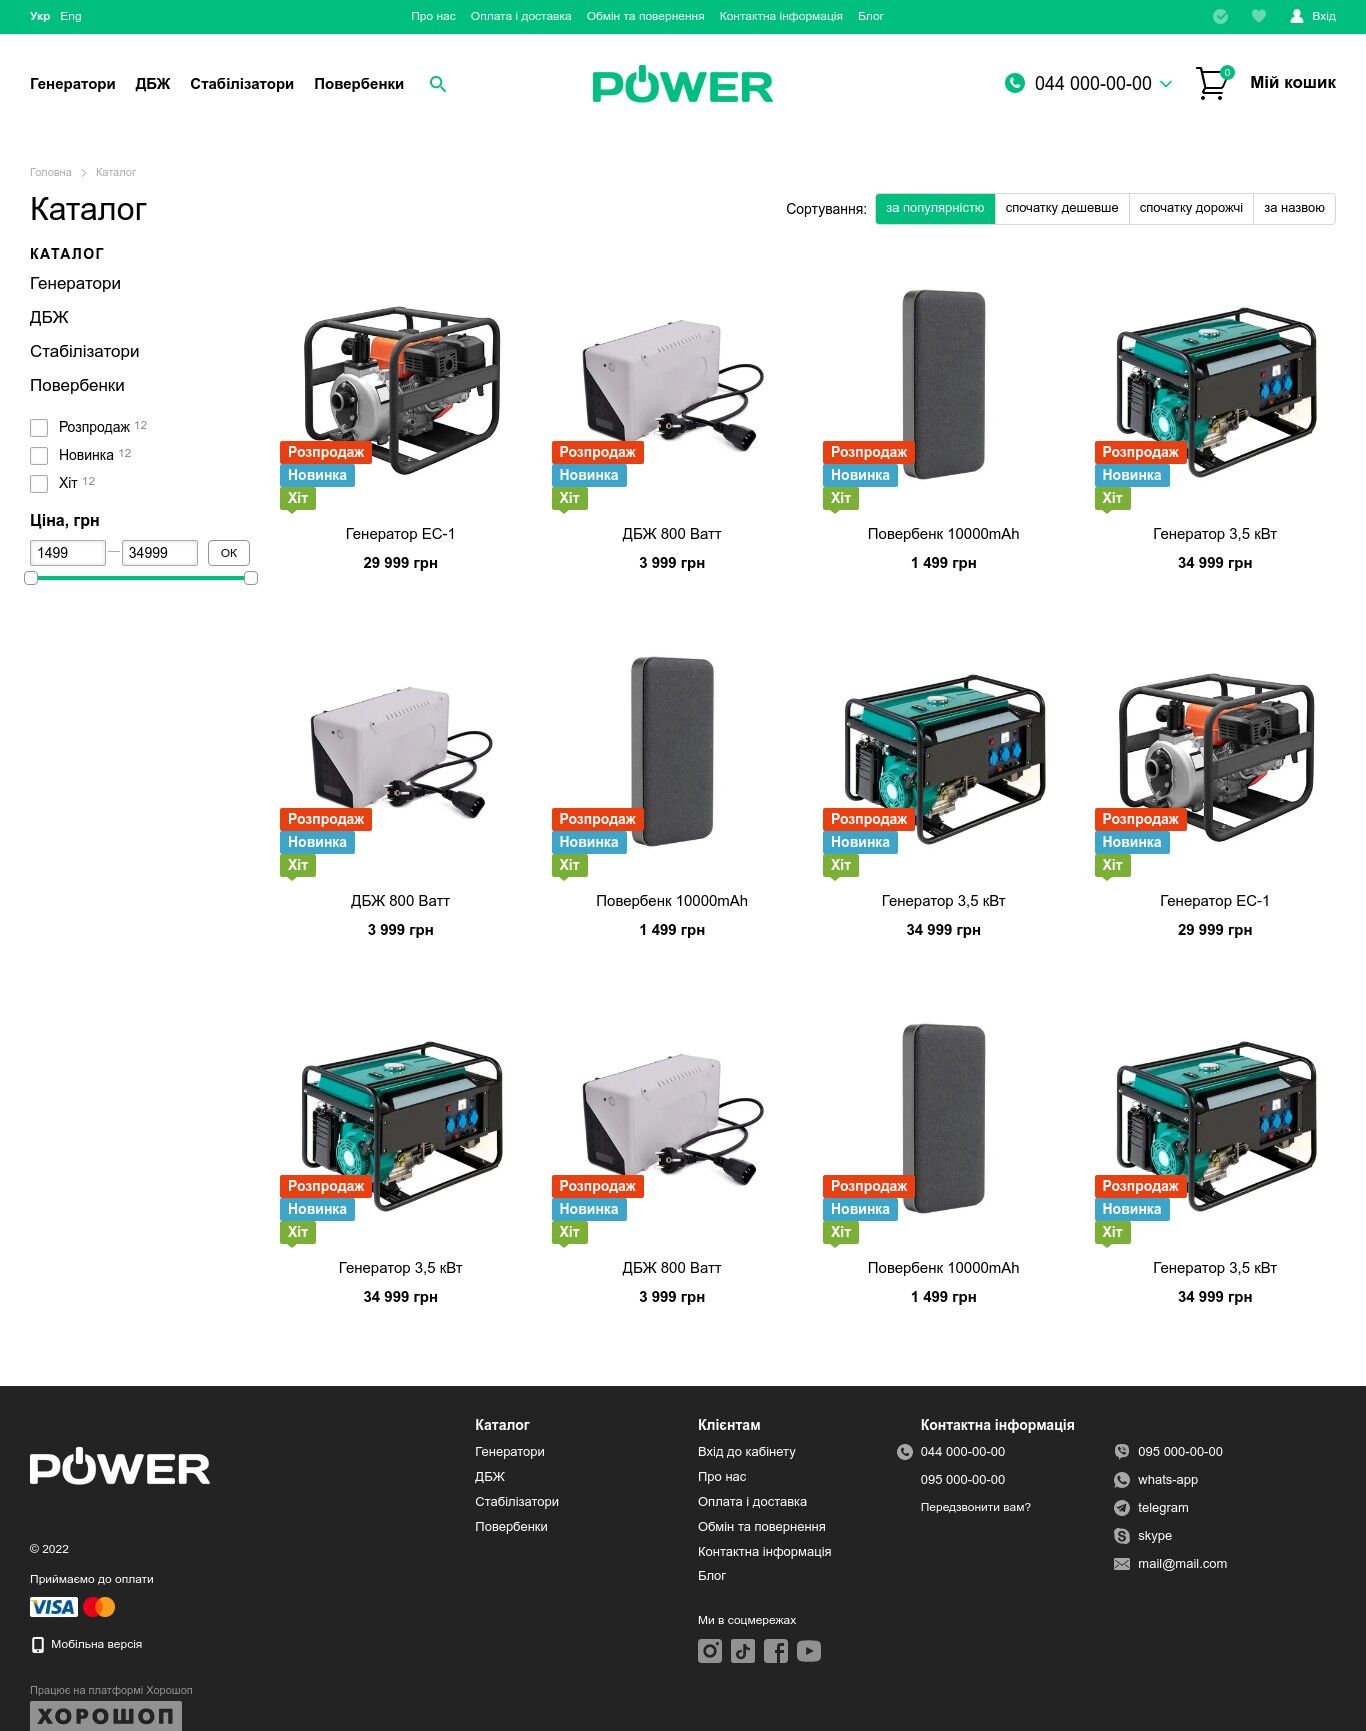 Укр Eng Про нас Оплата і доставка Обмін та повернення Контактна інформація Блог Вхід
Генератори ДБЖ Стабілізатори Повербенки POWER 044 000-00-00 0 Мій кошик
Головна Каталог
Каталог
Сортування: за популярністю спочатку дешевше спочатку дорожчі за назвою
КАТАЛОГ
Генератори
ДБЖ
Стабілізатори
Повербенки
Розпродаж 12
Новинка 12
Хіт 12
Ціна, грн
1499 — 34999 ОК
Розпродаж Розпродаж Розпродаж Розпродаж
Новинка Новинка Новинка Новинка
Хіт Хіт Хіт Хіт
Генератор ЕС-1 ДБЖ 800 Ватт Повербенк 10000mAh Генератор 3,5 кВт
29 999 грн 3 999 грн 1 499 грн 34 999 грн
Розпродаж Розпродаж Розпродаж Розпродаж
Новинка Новинка Новинка Новинка
Хіт Хіт Хіт Хіт
ДБЖ 800 Ватт Повербенк 10000mAh Генератор 3,5 кВт Генератор ЕС-1
3 999 грн 1 499 грн 34 999 грн 29 999 грн
Розпродаж Розпродаж Розпродаж Розпродаж
Новинка Новинка Новинка Новинка
Хіт Хіт Хіт Хіт
Генератор 3,5 кВт ДБЖ 800 Ватт Повербенк 10000mAh Генератор 3,5 кВт
34 999 грн 3 999 грн 1 499 грн 34 999 грн
POWER
© 2022
Приймаємо до оплати
VISA
Мобільна версія
Працює на платформі Хорошоп
ХОРОШОП
Каталог
Генератори
ДБЖ
Стабілізатори
Повербенки
Клієнтам
Вхід до кабінету
Про нас
Оплата і доставка
Обмін та повернення
Контактна інформація
Блог
Ми в соцмережах
Контактна інформація
044 000-00-00
095 000-00-00
Передзвонити вам?
095 000-00-00
whats-app
telegram
skype
mail@mail.com